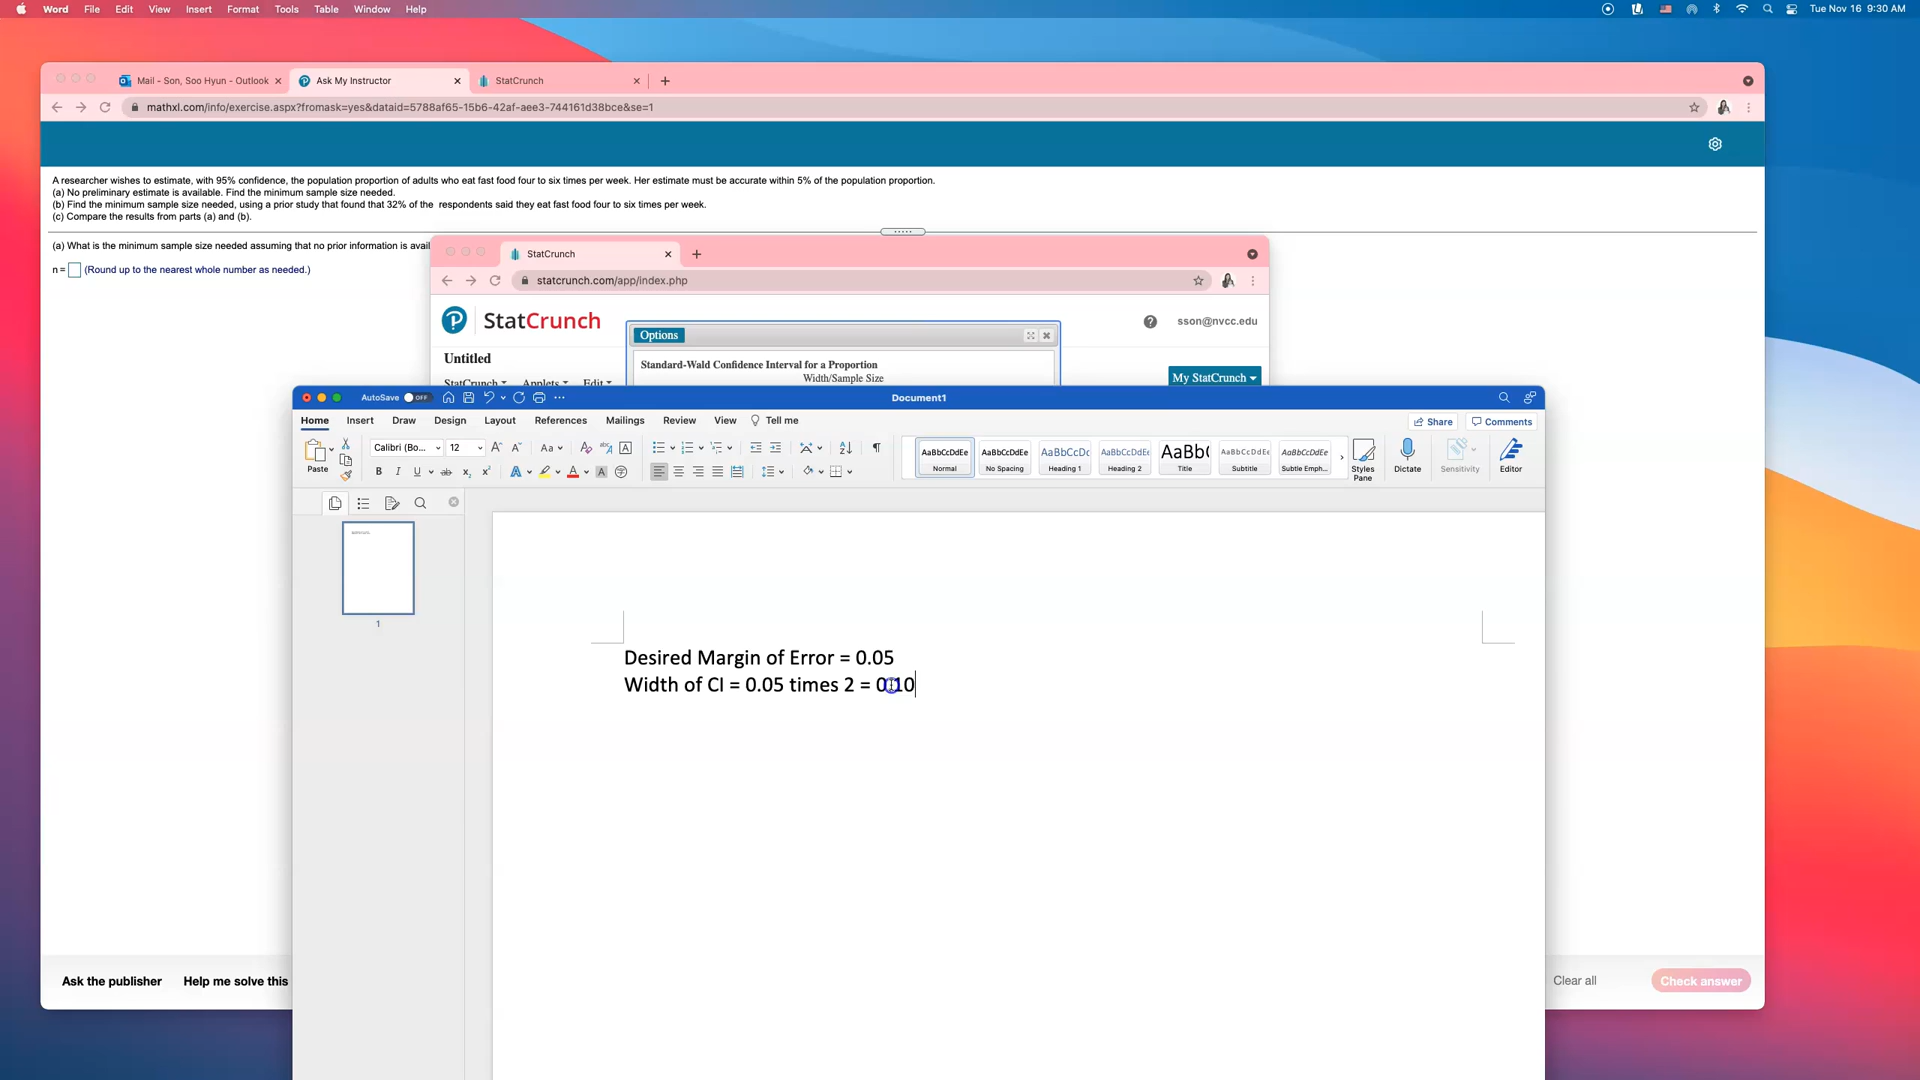 Word File Edit View Insert Format Tools Table Window Help Tue Nov 16 9:30 AM
Mail - Son, Soo Hyun - Outlook Ask My Instructor StatCrunch
mathxl.com/info/exercise.aspx?fromask=yes&dataid=5788af65-15b6-42af-aee3-744161d38bce&se=1
A researcher wishes to estimate, with 95% confidence, the population proportion of adults who eat fast food four to six times per week. Her estimate must be accurate within 5% of the population proportion.
(a) No preliminary estimate is available. Find the minimum sample size needed.
(b) Find the minimum sample size needed, using a prior study that found that 32% of the respondents said they eat fast food four to six times per week.
(c) Compare the results from parts (a) and (b).
(a) What is the minimum sample size needed assuming that no prior information is avail
n = (Round up to the nearest whole number as needed.)
StatCrunch
statcrunch.com/app/index.php
StatCrunch sson@nvcc.edu
Options
Untitled
Standard-Wald Confidence Interval for a Proportion
Width/Sample Size
StatCrunch Applets Edit My StatCrunch
AutoSave OFF Document1
Home Insert Draw Design Layout References Mailings Review View Tell me Share Comments
Calibri (Bo... 12
AaBbCcDdEe AaBbCcDdEe AaBbCcDc AaBbCcDdEe AaBb( AaBbCcDdEe AaBbCcDdEe
Paste Normal No Spacing Heading 1 Heading 2 Title Subtitle Subtle Emph... Styles Pane Dictate Sensitivity Editor
1
Desired Margin of Error = 0.05
Width of CI = 0.05 times 2 = 0.10
Ask the publisher Help me solve this Clear all Check answer